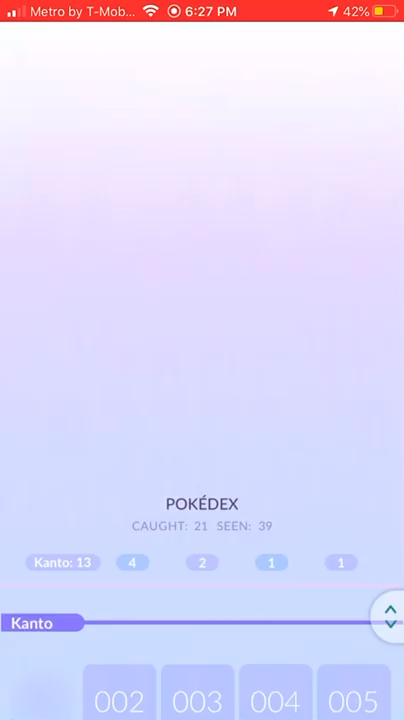 Metro by T-Mob... 6:27 PM 42%
POKÉDEX
CAUGHT: 21 SEEN: 39
Kanto: 13 4 2 1 1
Kanto
002 003 004 005